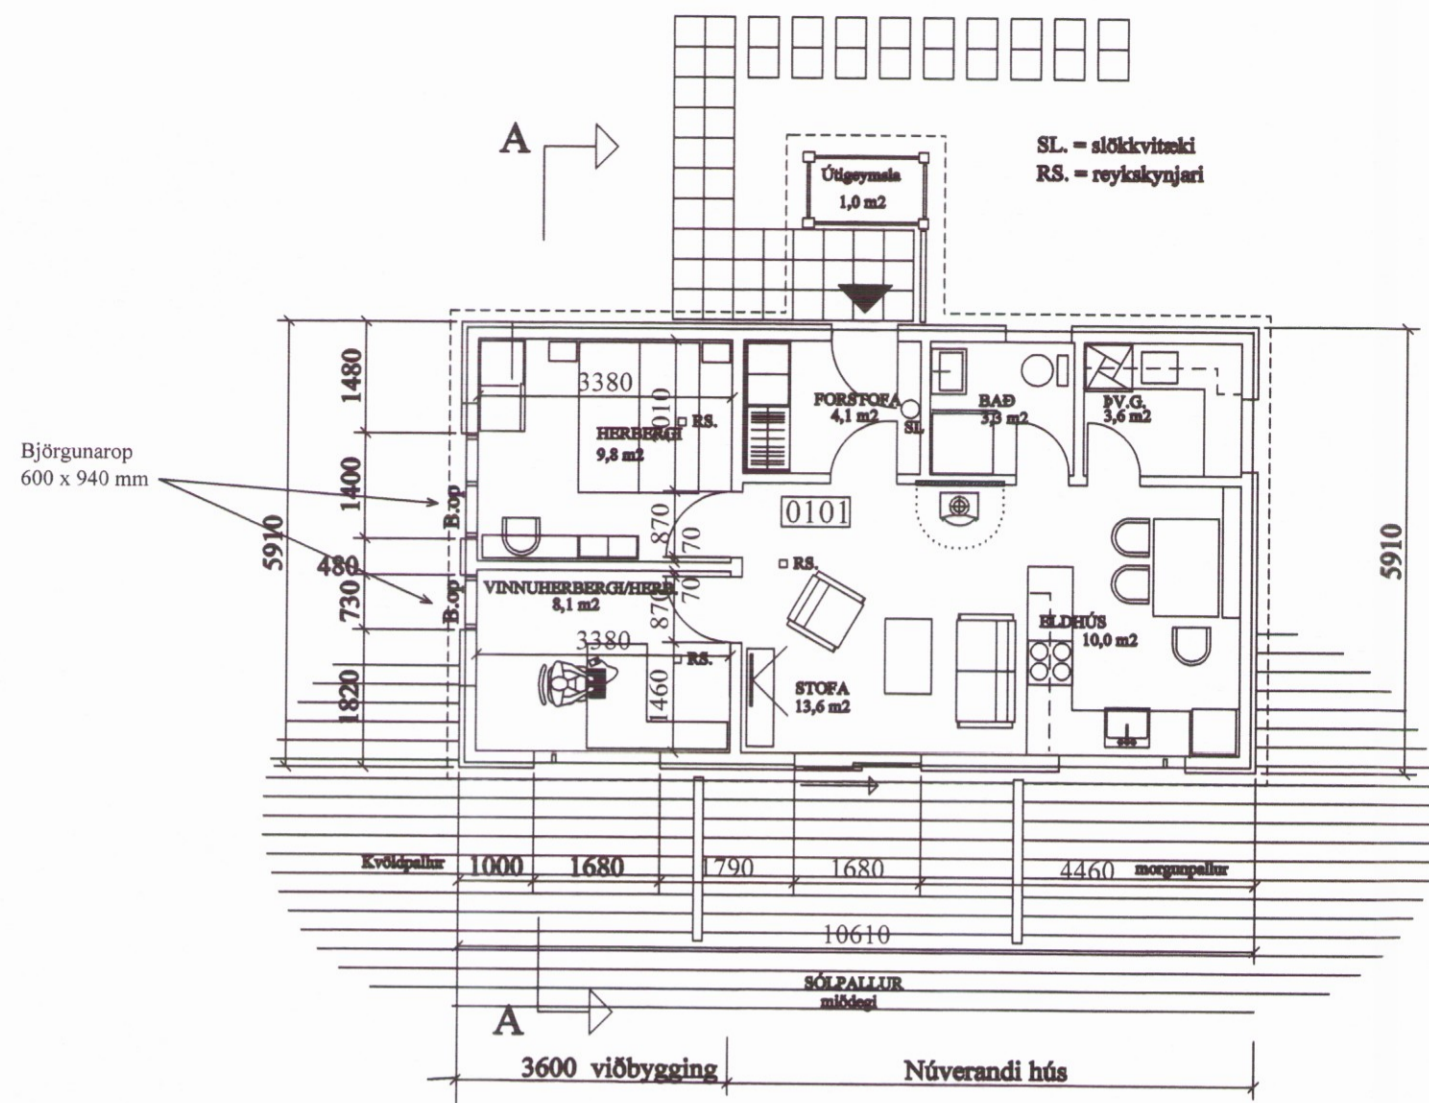 A
SL. = slökkvitæki
RS. = reykskynjari
Útigeymsla
1,0 m2
1480
1400
480
730
1820
5910
5910
Björgunarop
600 x 940 mm
B.op
B.op
3380
RS.
HERBERGI
9,8 m2
870
70
FORSTOFA
4,1 m2
SL
BAÐ
3,3 m2
ÞV.G.
3,6 m2
0101
RS.
VINNUHERBERGI/HERB.
8,1 m2
70
870
3380
RS.
1460
STOFA
13,6 m2
ELDHÚS
10,0 m2
Kvöldpallur
1000
1680
1790
1680
4460
morgunpallur
10610
SÓLPALLUR
miðdegi
A
3600 viðbygging
Núverandi hús